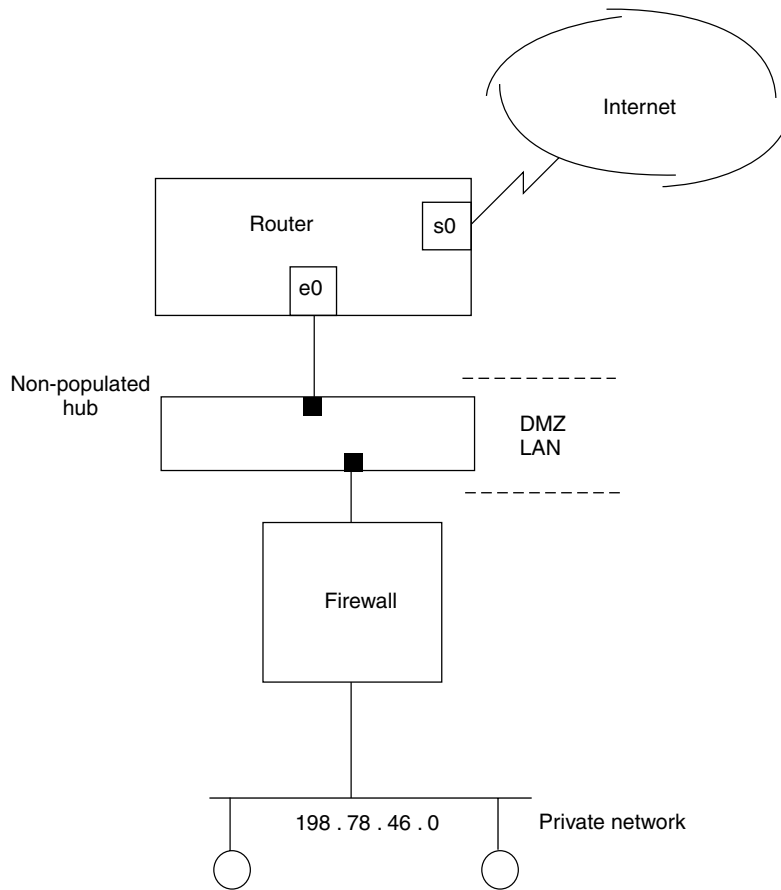 Internet
Router
s0
e0
Non-populated
hub
DMZ
LAN
Firewall
198 . 78 . 46 . 0
Private network